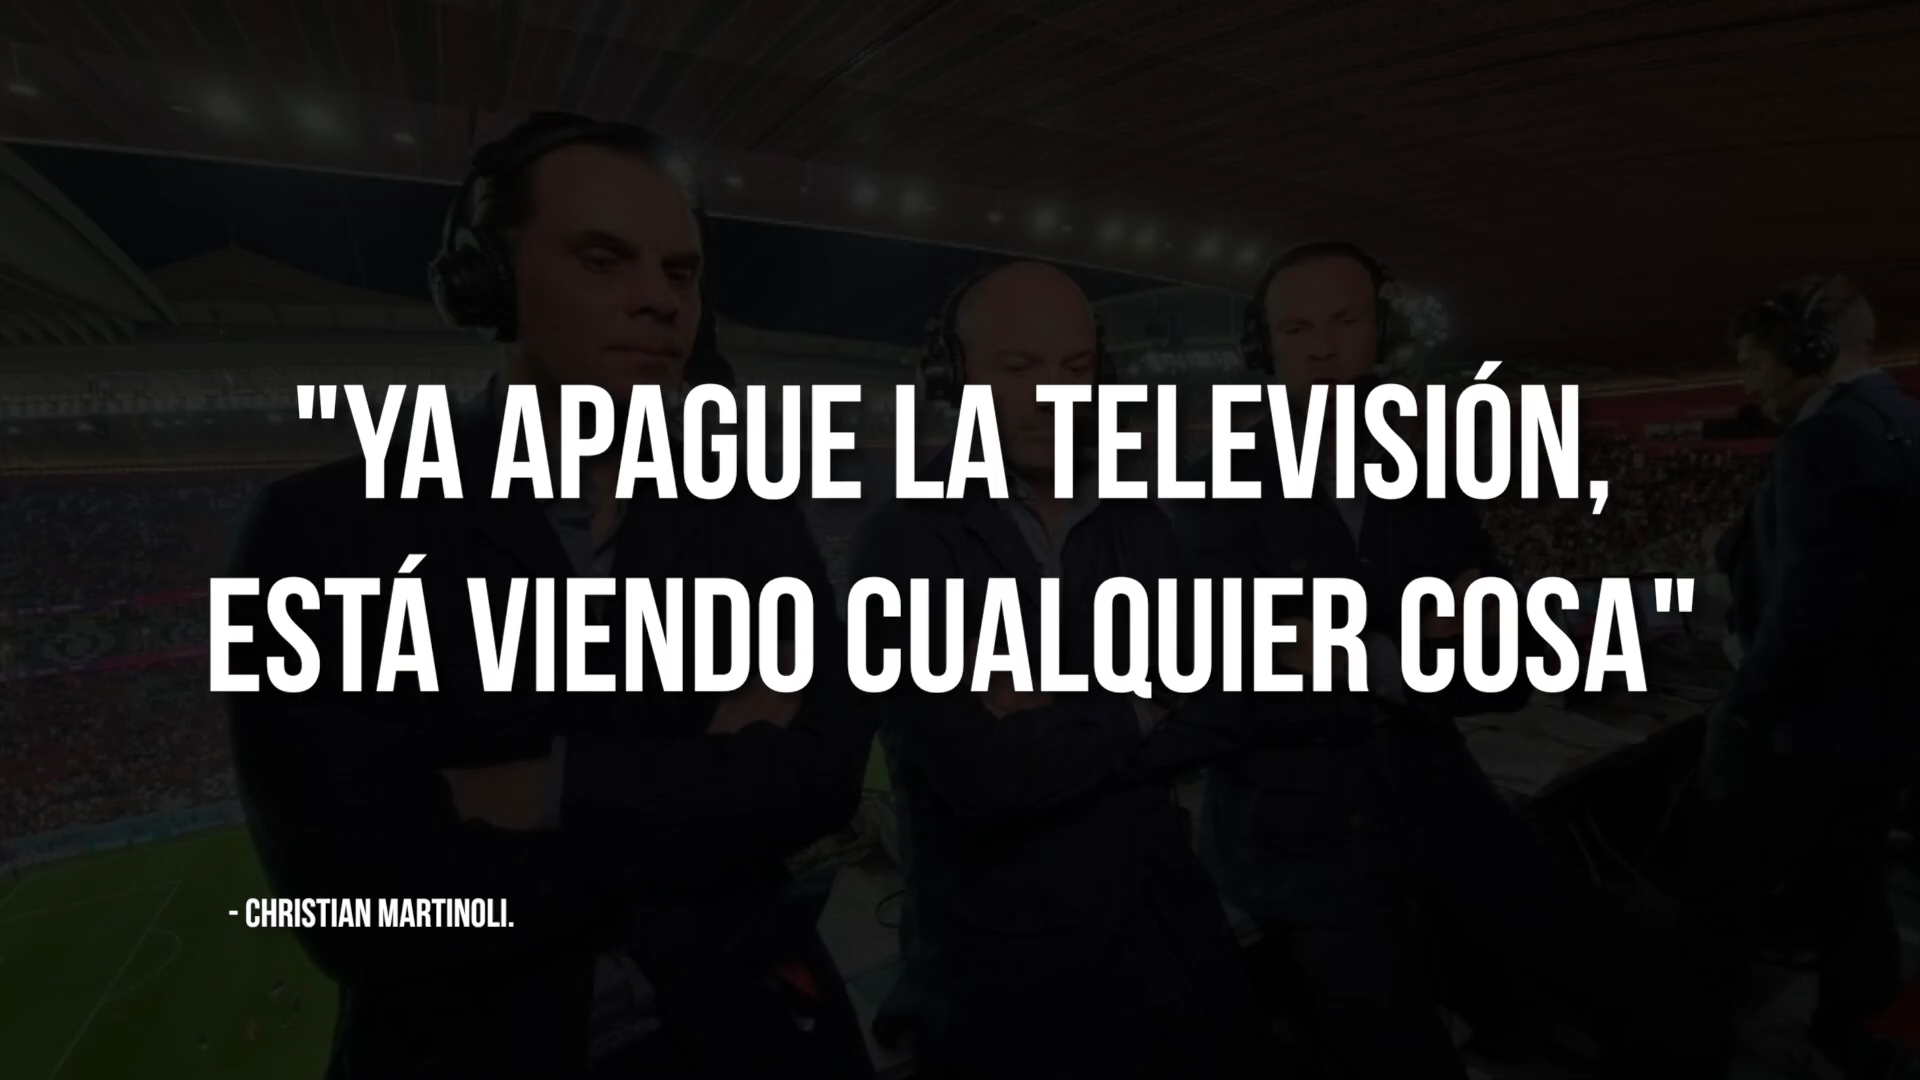 "YA APAGUE LA TELEVISIÓN,
ESTÁ VIENDO CUALQUIER COSA"
- CHRISTIAN MARTINOLI.